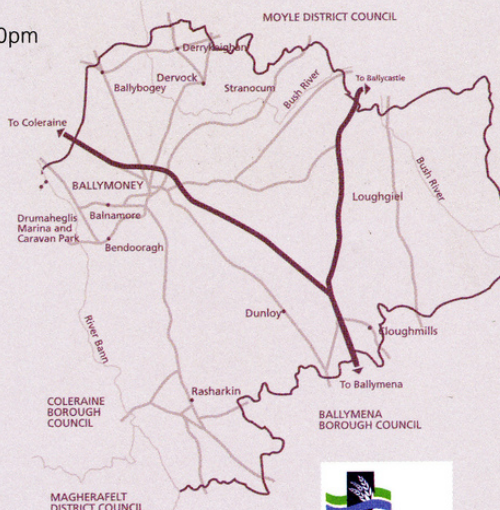 0pm
MOYLE DISTRICT COUNCIL
Derrykeighan
Dervock
Ballybogey
Stranocum
Bush River
To Ballycastle
To Coleraine
BALLYMONEY
Loughgiel
Bush River
Balnamore
Drumaheglis
Marina and
Caravan Park
Bendooragh
Dunloy
Cloughmills
River Bann
To Ballymena
Rasharkin
COLERAINE
BOROUGH
COUNCIL
BALLYMENA
BOROUGH COUNCIL
MAGHERAFELT
DISTRICT COUNCIL